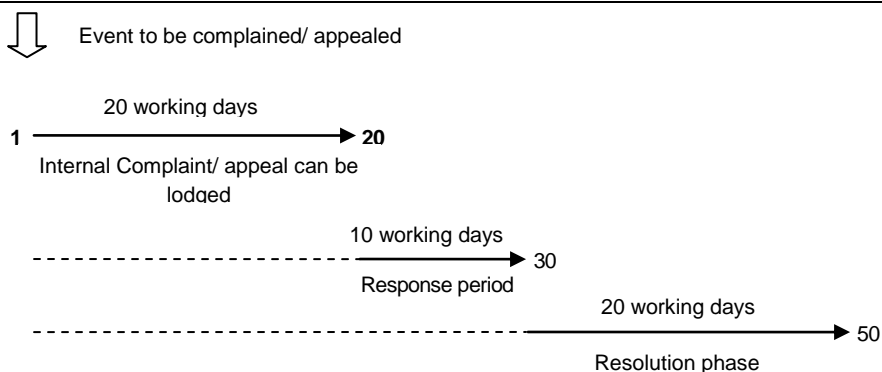 Event to be complained/ appealed
20 working days
1 20
Internal Complaint/ appeal can be
lodged
10 working days
30
Response period
20 working days
50
Resolution phase